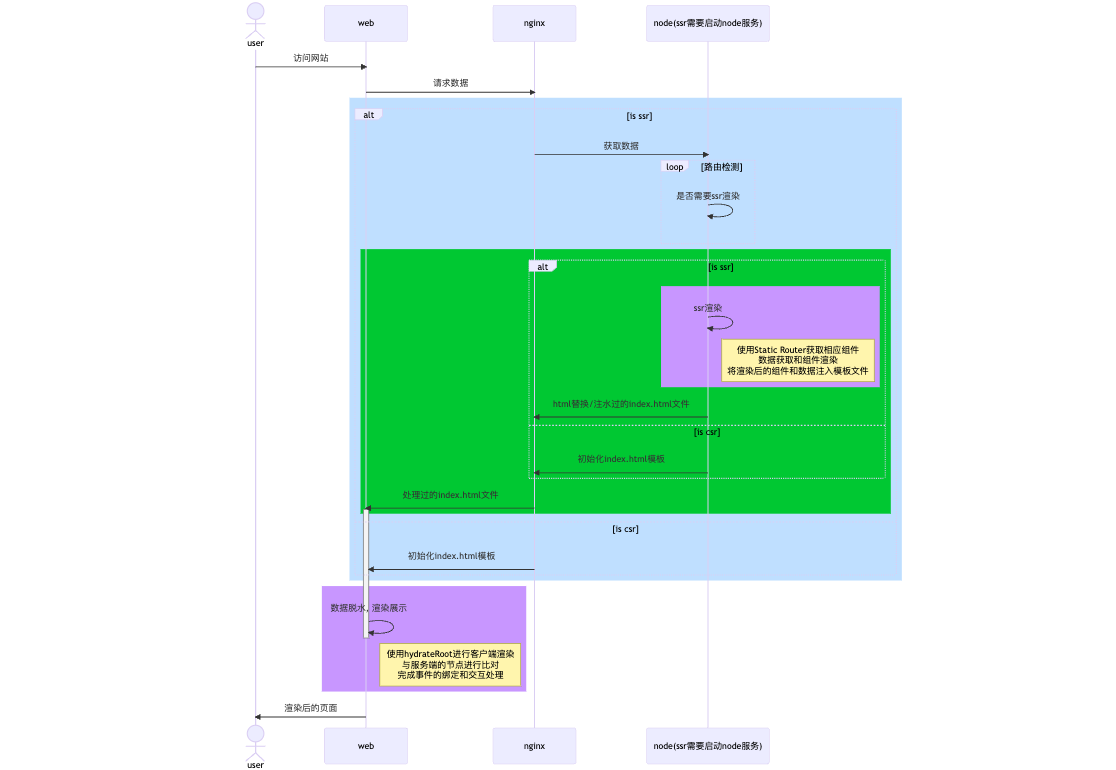 web
nginx
node(ssr需要启动node服务)
user
访问网站
请求数据
alt
[is ssr]
获取数据
loop
[路由检测]
是否需要ssr渲染
alt
[is ssr]
ssr渲染
使用Static Router获取相应组件
数据获取和组件渲染
将渲染后的组件和数据注入模板文件
html替换/注水过的index.html文件
[is csr]
初始化index.html模板
处理过的index.html文件
[is csr]
初始化index.html模板
数据脱水, 渲染展示
使用hydrateRoot进行客户端渲染
与服务端的节点进行比对
完成事件的绑定和交互处理
渲染后的页面
web
nginx
node(ssr需要启动node服务)
user